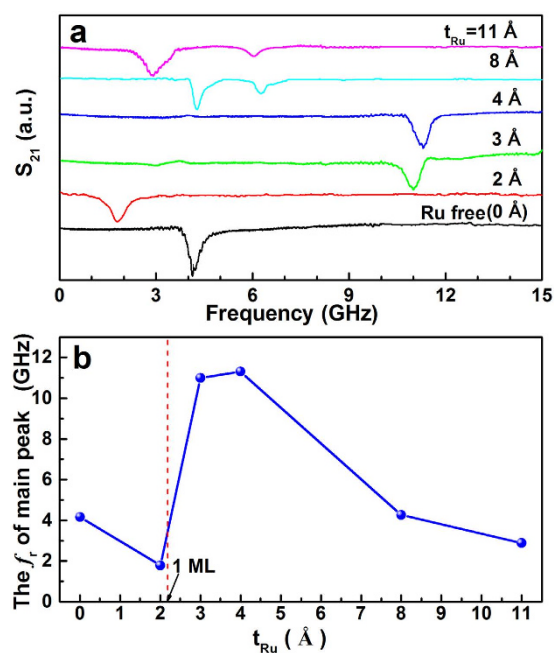 a
t_Ru=11 Å
8 Å
4 Å
3 Å
2 Å
Ru free(0 Å)
S_21 (a.u.)
0 3 6 9 12 15
Frequency (GHz)
b
The f_r of main peak (GHz)
12
10
8
6
4
2
0
1 ML
0 1 2 3 4 5 6 7 8 9 10 11
t_Ru ( Å )